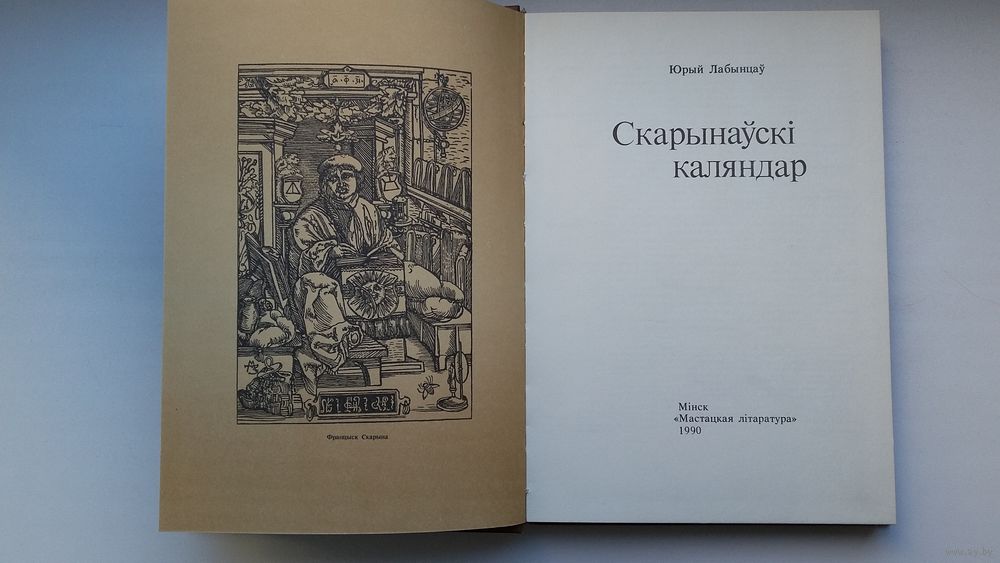 Францыск Скарына
Юрый Лабынцаў
Скарынаўскі
каляндар
Мінск
«Мастацкая літаратура»
1990